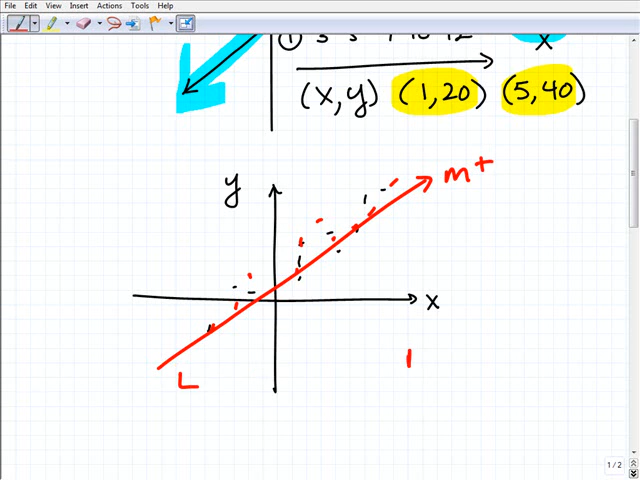 File Edit View Insert Actions Tools Help
x
(x,y) (1,20) (5,40)
y
m+
x
L
1/2